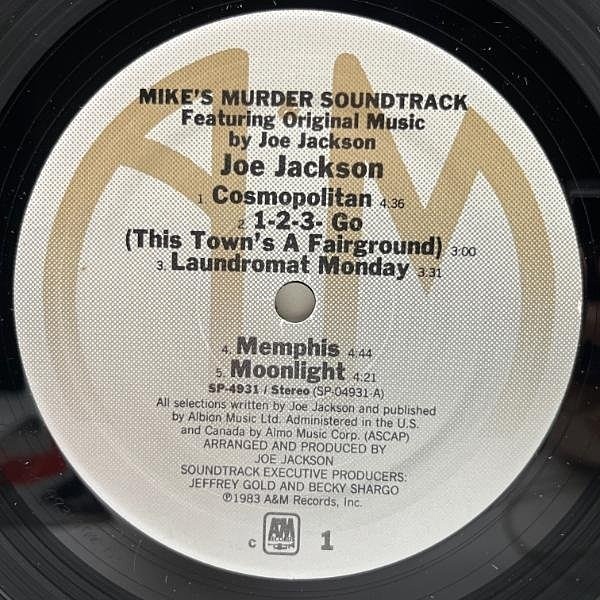 MIKE'S MURDER SOUNDTRACK
Featuring Original Music
by Joe Jackson
Joe Jackson
1 Cosmopolitan 4:36
2. 1-2-3- Go
(This Town's A Fairground) 3:00
3. Laundromat Monday 3:31
4. Memphis 4:44
5. Moonlight 4:21
SP-4931 / Stereo (SP-04931-A)
All selections written by Joe Jackson and published
by Albion Music Ltd. Administered in the U.S.
and Canada by Almo Music Corp. (ASCAP)
ARRANGED AND PRODUCED BY
JOE JACKSON
SOUNDTRACK EXECUTIVE PRODUCERS:
JEFFREY GOLD AND BECKY SHARGO
℗1983 A&M Records, Inc.
c A&M RECORDS 1